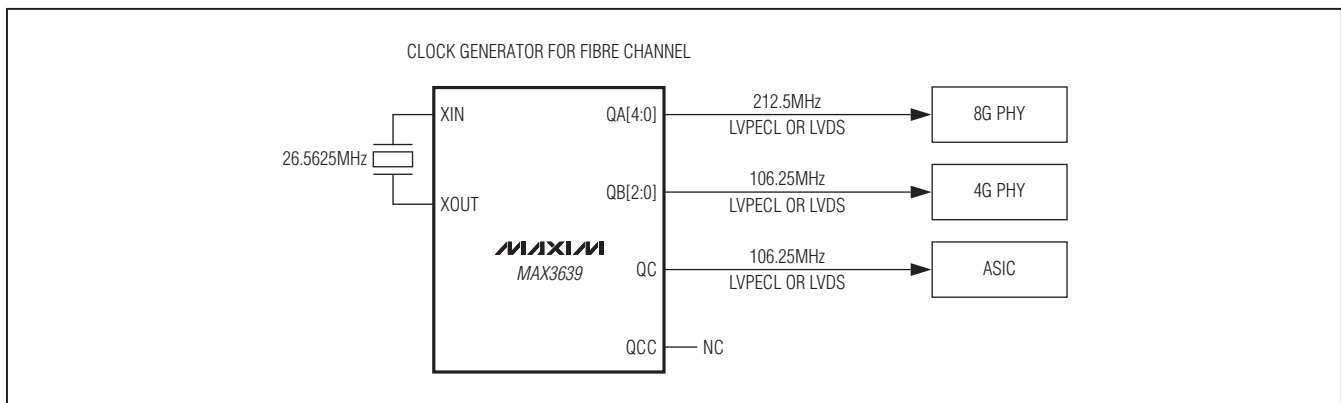 CLOCK GENERATOR FOR FIBRE CHANNEL
XIN
XOUT
26.5625MHz
MAXIM
MAX3639
QA[4:0]
212.5MHz
LVPECL OR LVDS
8G PHY
QB[2:0]
106.25MHz
LVPECL OR LVDS
4G PHY
QC
106.25MHz
LVPECL OR LVDS
ASIC
QCC
NC